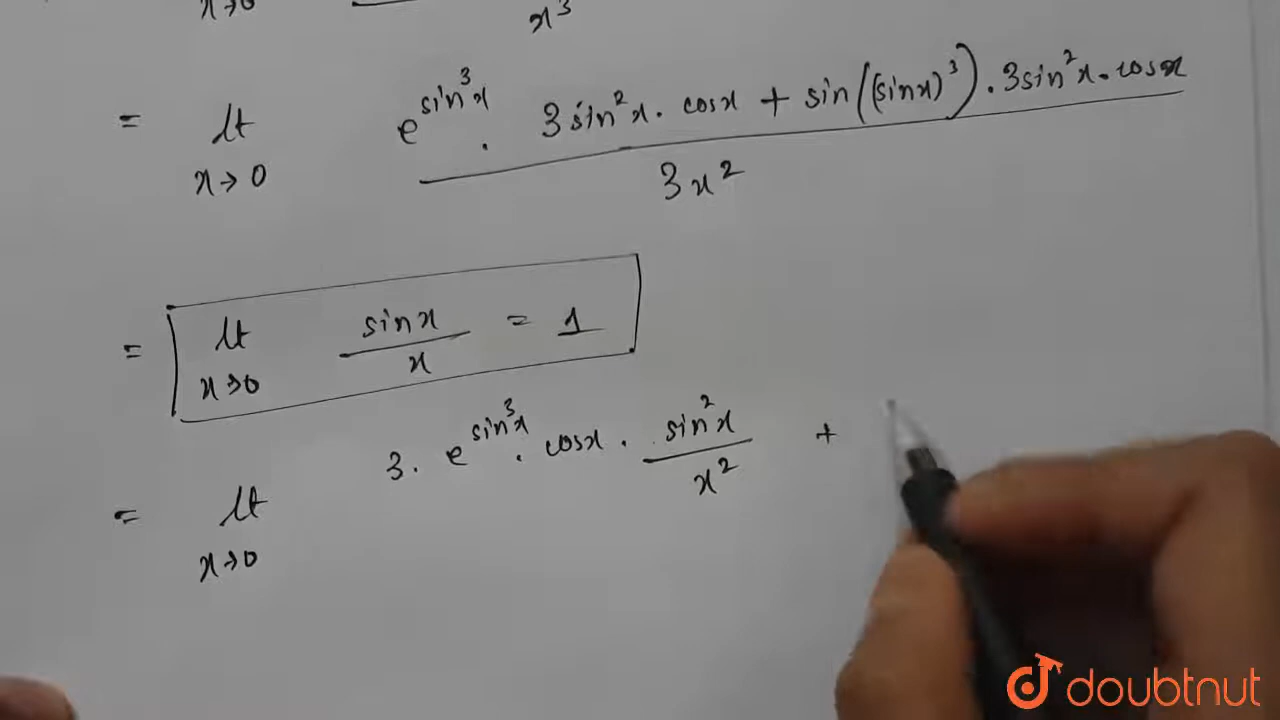 x→0
x³
= lt e^(sin³x) . 3sin²x . cosx + sin((sinx)³) . 3sin²x . cosx
x→0 3x²
= lt sinx/x = 1
x→0
= lt 3. e^(sin³x) . cosx . sin²x/x² +
x→0
doubtnut